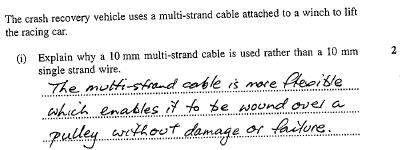 The crash recovery vehicle uses a multi-strand cable attached to a winch to lift
the racing car.
(i) Explain why a 10 mm multi-strand cable is used rather than a 10 mm 2
single strand wire.
The multi-strand cable is more flexible
which enables it to be wound over a
pulley without damage or failure.